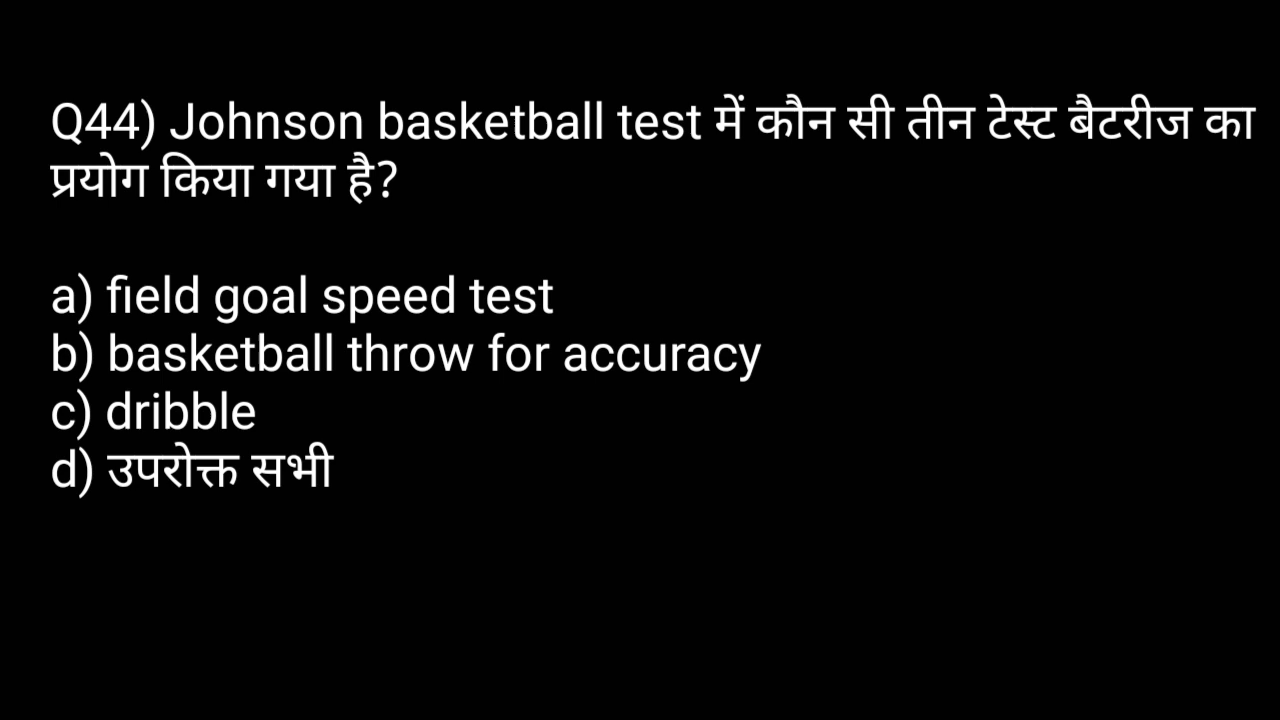 Q44) Johnson basketball test में कौन सी तीन टेस्ट बैटरीज का
प्रयोग किया गया है?
a) field goal speed test
b) basketball throw for accuracy
c) dribble
d) उपरोक्त सभी